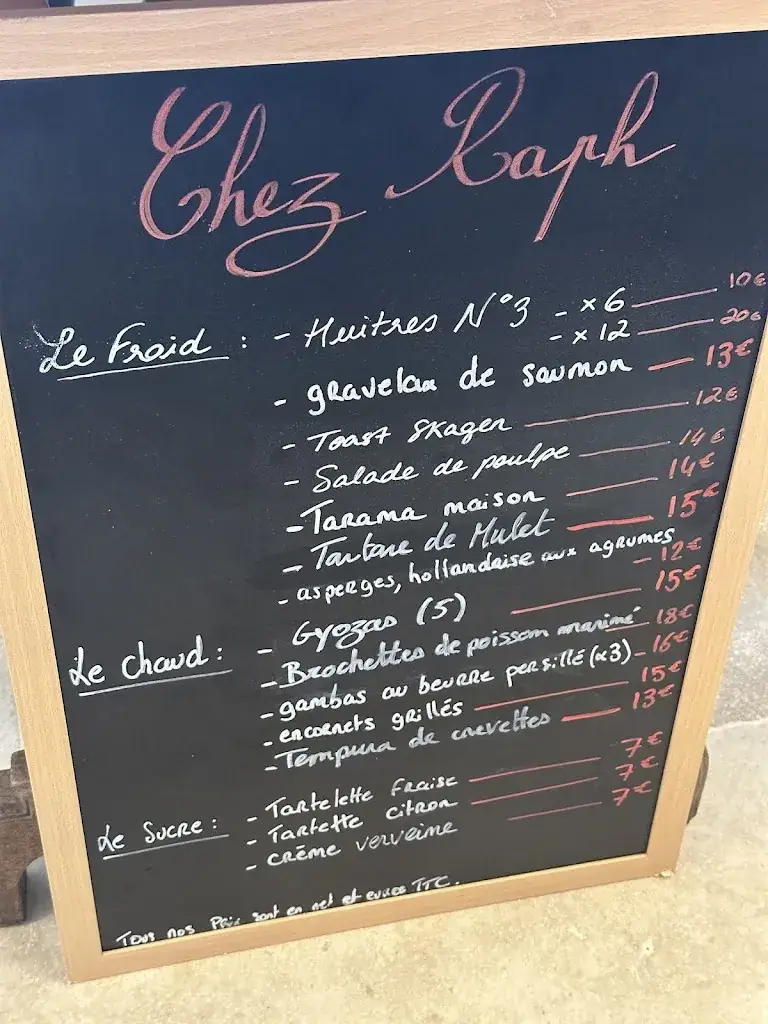 Chez Raph
Le Froid : - Huitres N°3 - x 6 10€
- x 12 20€
- gravelax de saumon 13€
- Toast Skagen 12€
- Salade de poulpe 14€
- Tarama maison 14€
- Tartare de Mulet 15€
- asperges, hollandaise aux agrumes - 12€
Le Chaud : - Gyozas (5) 15€
- Brochettes de poisson mariné 18€
- gambas au beurre persillé (x3) - 16€
- encornets grillés 15€
- Tempura de crevettes 13€
Le Sucre : - Tartelette Fraise 7€
- Tartette citron 7€
- crème verveine 7€
Tous nos Prix sont en net et euros TTC.